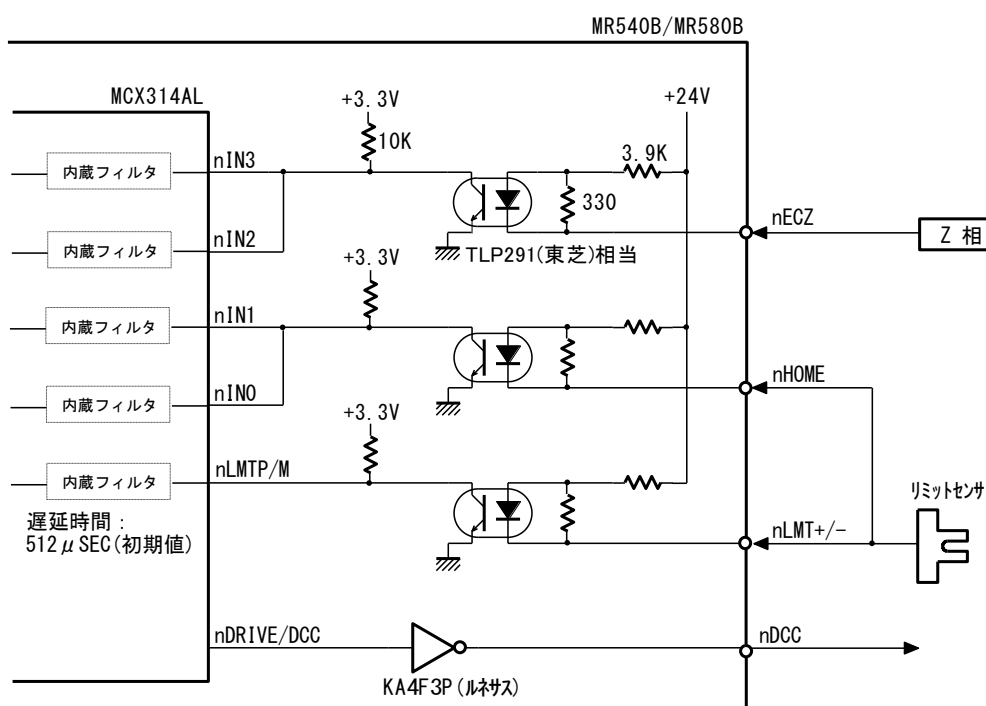 MR540B/MR580B
MCX314AL
+3.3V
+24V
10K
3.9K
内蔵フィルタ
nIN3
330
nECZ
Z 相
内蔵フィルタ
nIN2
TLP291(東芝)相当
+3.3V
内蔵フィルタ
nIN1
nHOME
内蔵フィルタ
nIN0
+3.3V
内蔵フィルタ
nLMTP/M
リミットセンサ
遅延時間：
512μSEC(初期値)
nLMT+/-
nDRIVE/DCC
nDCC
KA4F3P(ルネサス)